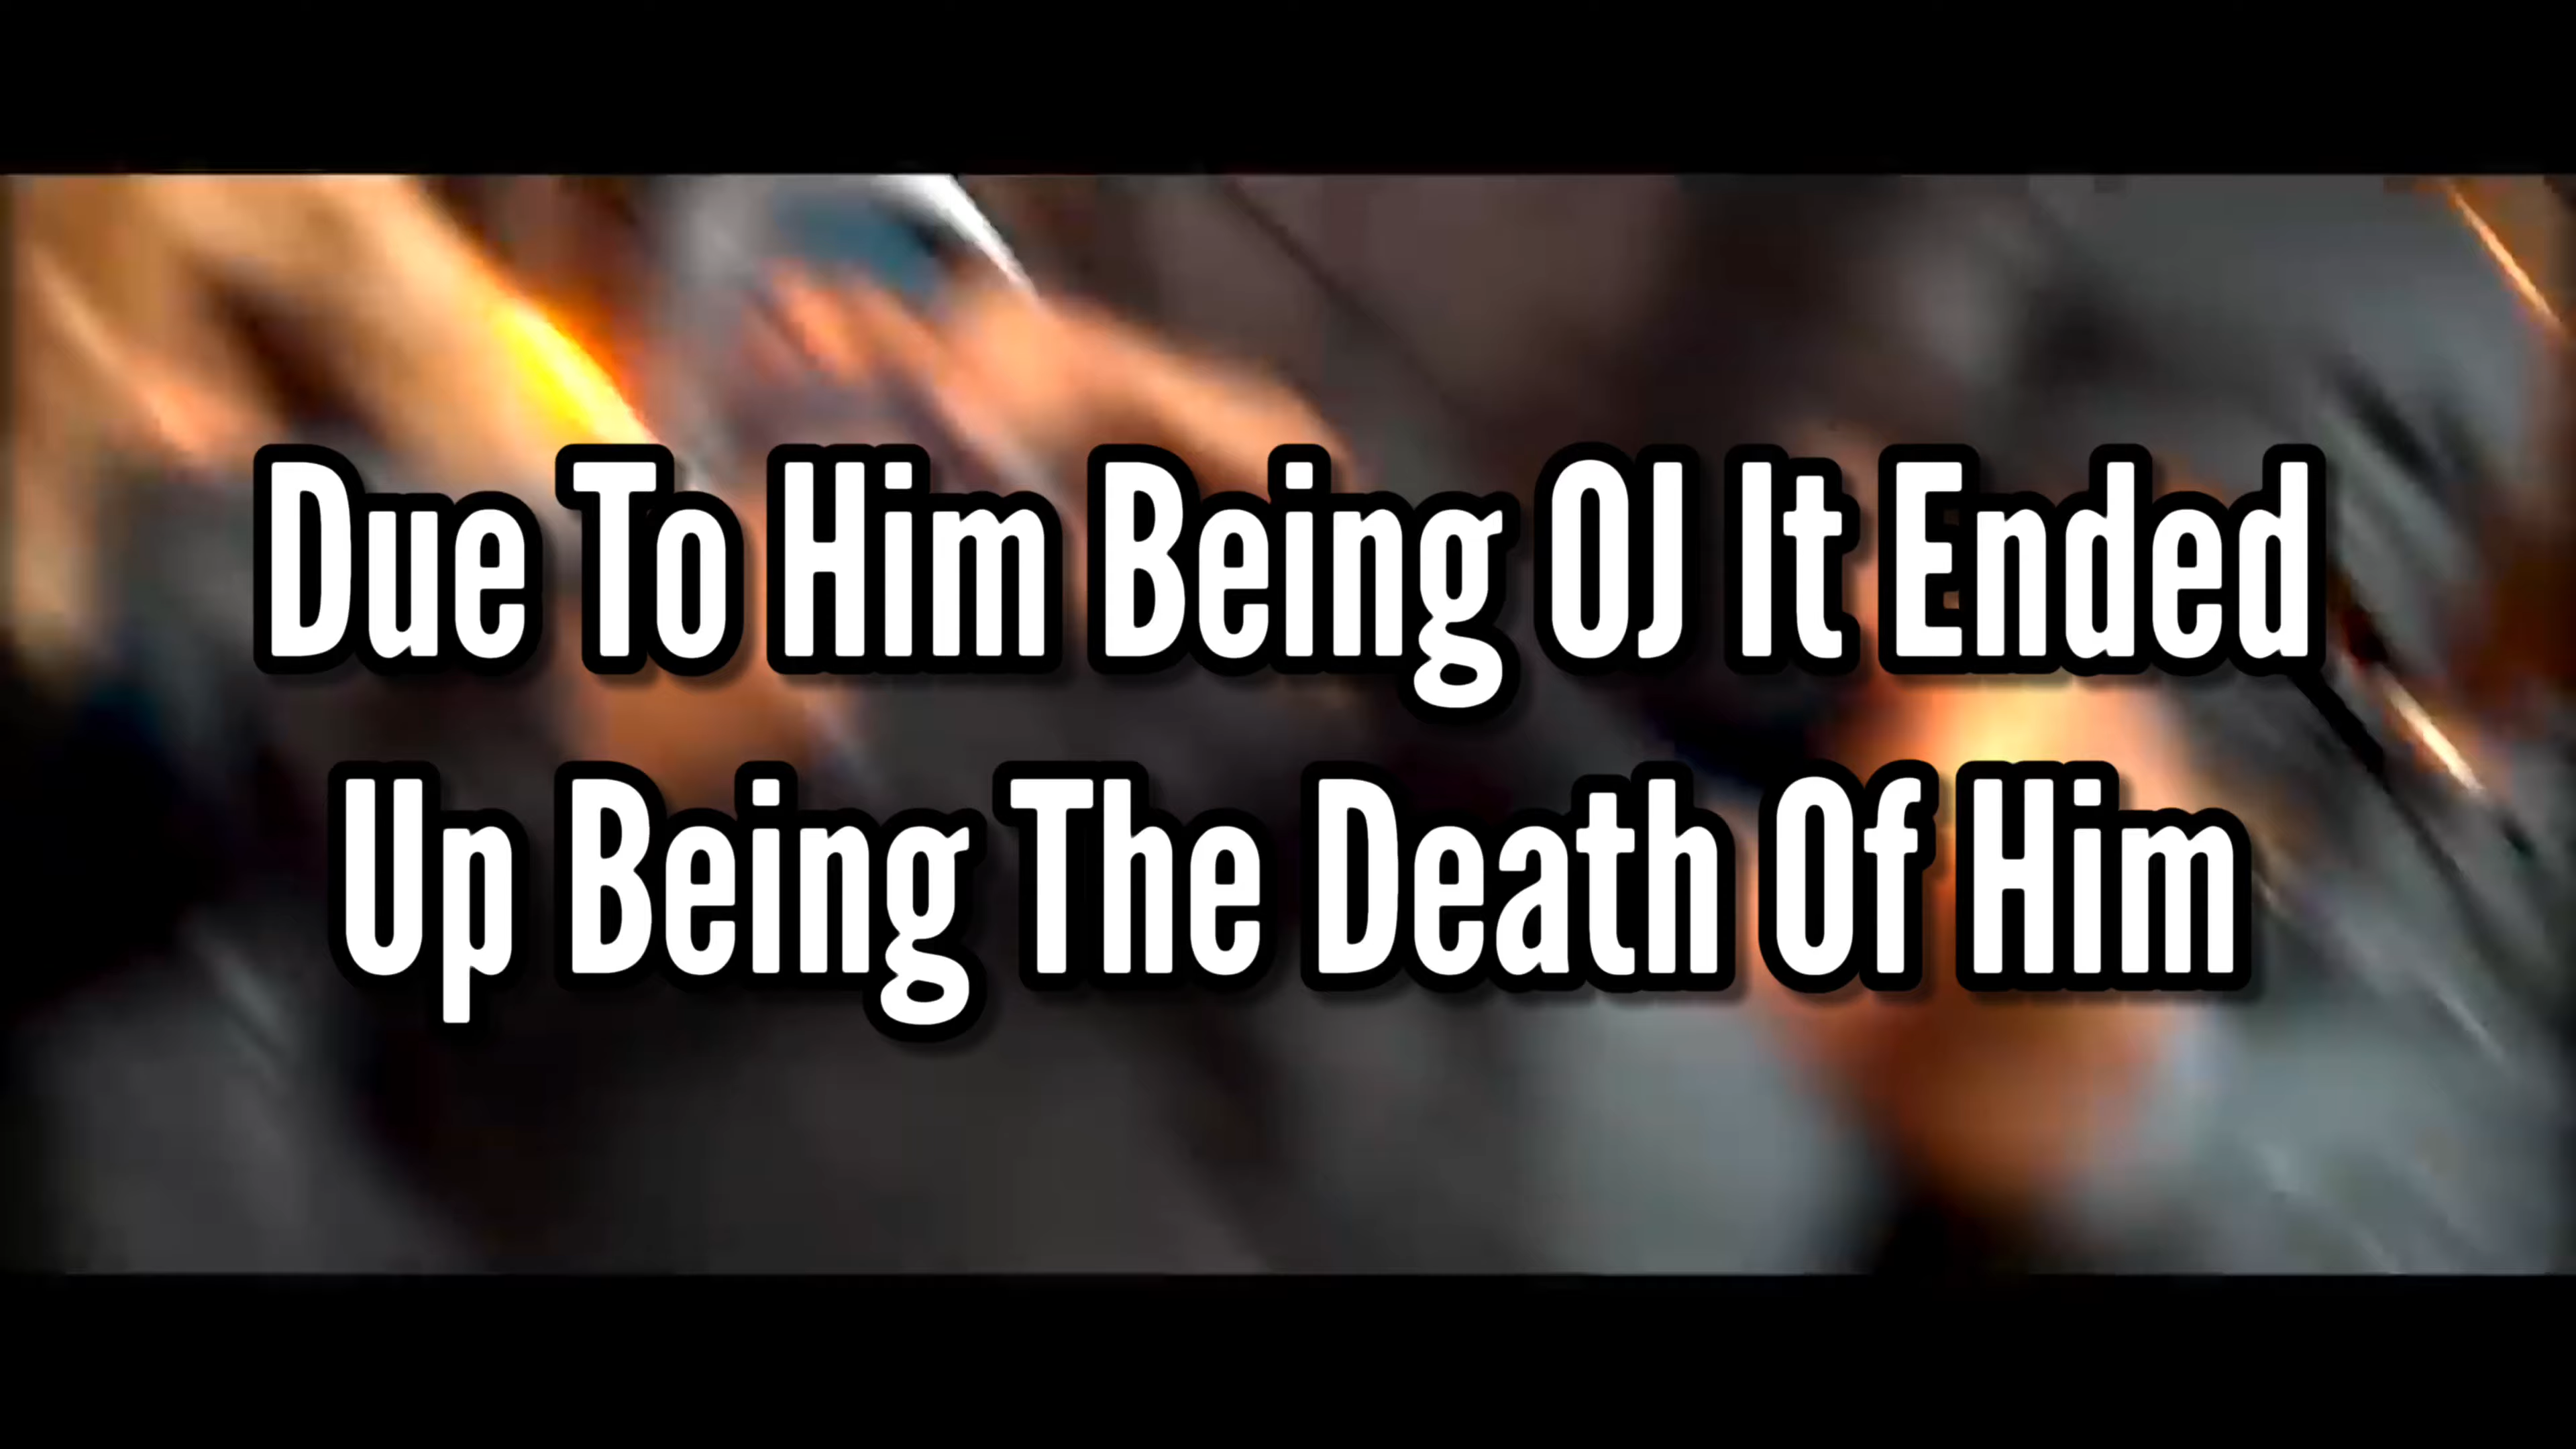 Due To Him Being OJ It Ended
Up Being The Death Of Him